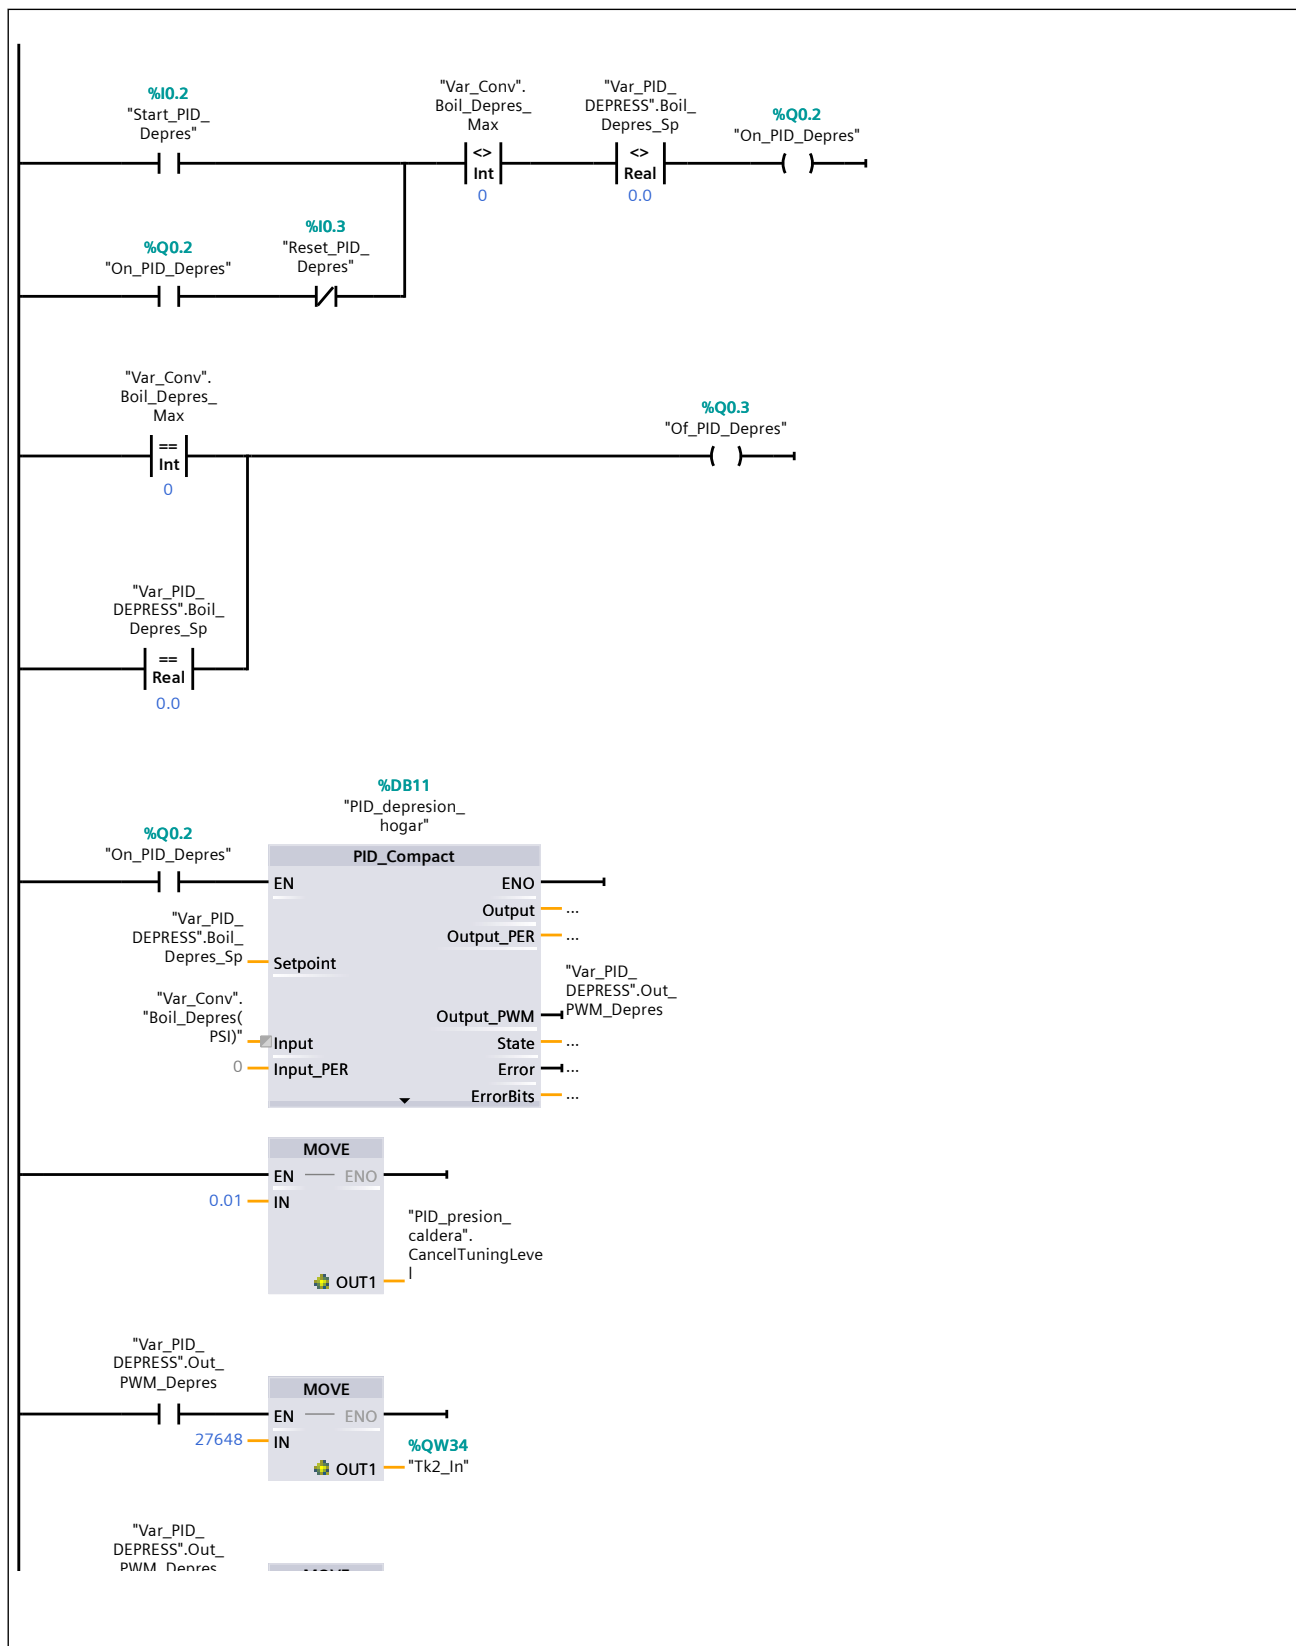 %I0.2
"Start_PID_
Depres"
"Var_Conv".
Boil_Depres_
Max
<>
Int
0
"Var_PID_
DEPRESS".Boil_
Depres_Sp
<>
Real
0.0
%Q0.2
"On_PID_Depres"
%Q0.2
"On_PID_Depres"
%I0.3
"Reset_PID_
Depres"
"Var_Conv".
Boil_Depres_
Max
==
Int
0
%Q0.3
"Of_PID_Depres"
"Var_PID_
DEPRESS".Boil_
Depres_Sp
==
Real
0.0
%DB11
"PID_depresion_
hogar"
%Q0.2
"On_PID_Depres"
PID_Compact
EN
ENO
Output
...
Output_PER
...
"Var_PID_
DEPRESS".Boil_
Depres_Sp
Setpoint
"Var_PID_
DEPRESS".Out_
PWM_Depres
Output_PWM
"Var_Conv".
"Boil_Depres(
PSI)"
Input
State
...
0
Input_PER
Error
...
ErrorBits
...
MOVE
EN
ENO
0.01
IN
"PID_presion_
caldera".
CancelTuningLeve
l
OUT1
"Var_PID_
DEPRESS".Out_
PWM_Depres
MOVE
EN
ENO
27648
IN
%QW34
"Tk2_In"
OUT1
"Var_PID_
DEPRESS".Out_
PWM_Depres
MOVE